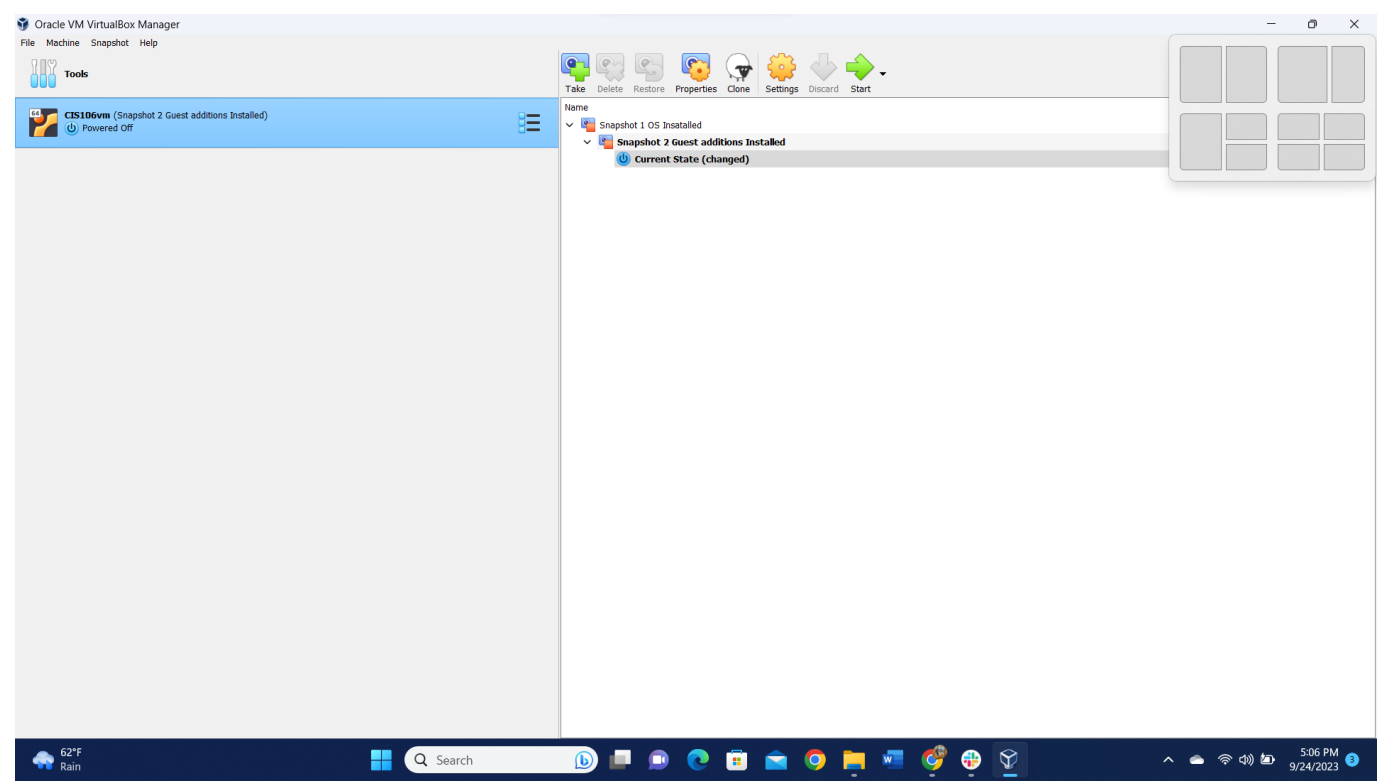 Oracle VM VirtualBox Manager
File Machine Snapshot Help
Tools
Take Delete Restore Properties Clone Settings Discard Start
64
CIS106vm (Snapshot 2 Guest additions Installed)
Powered Off
Name
Snapshot 1 OS Insatalled
Snapshot 2 Guest additions Installed
Current State (changed)
62°F
Rain
Search
5:06 PM
9/24/2023
3